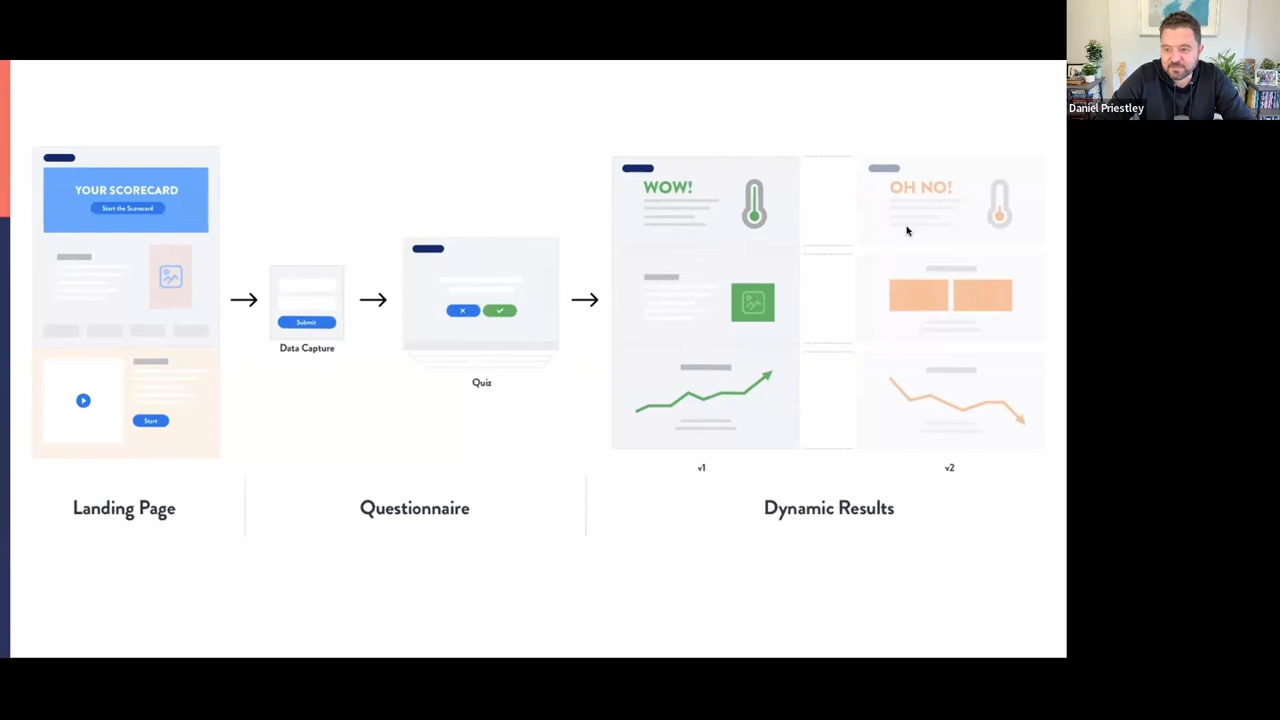 Daniel Priestley
YOUR SCORECARD
Start the Scorecard
Start
Submit
Data Capture
Quiz
WOW!
OH NO!
v1
v2
Landing Page
Questionnaire
Dynamic Results